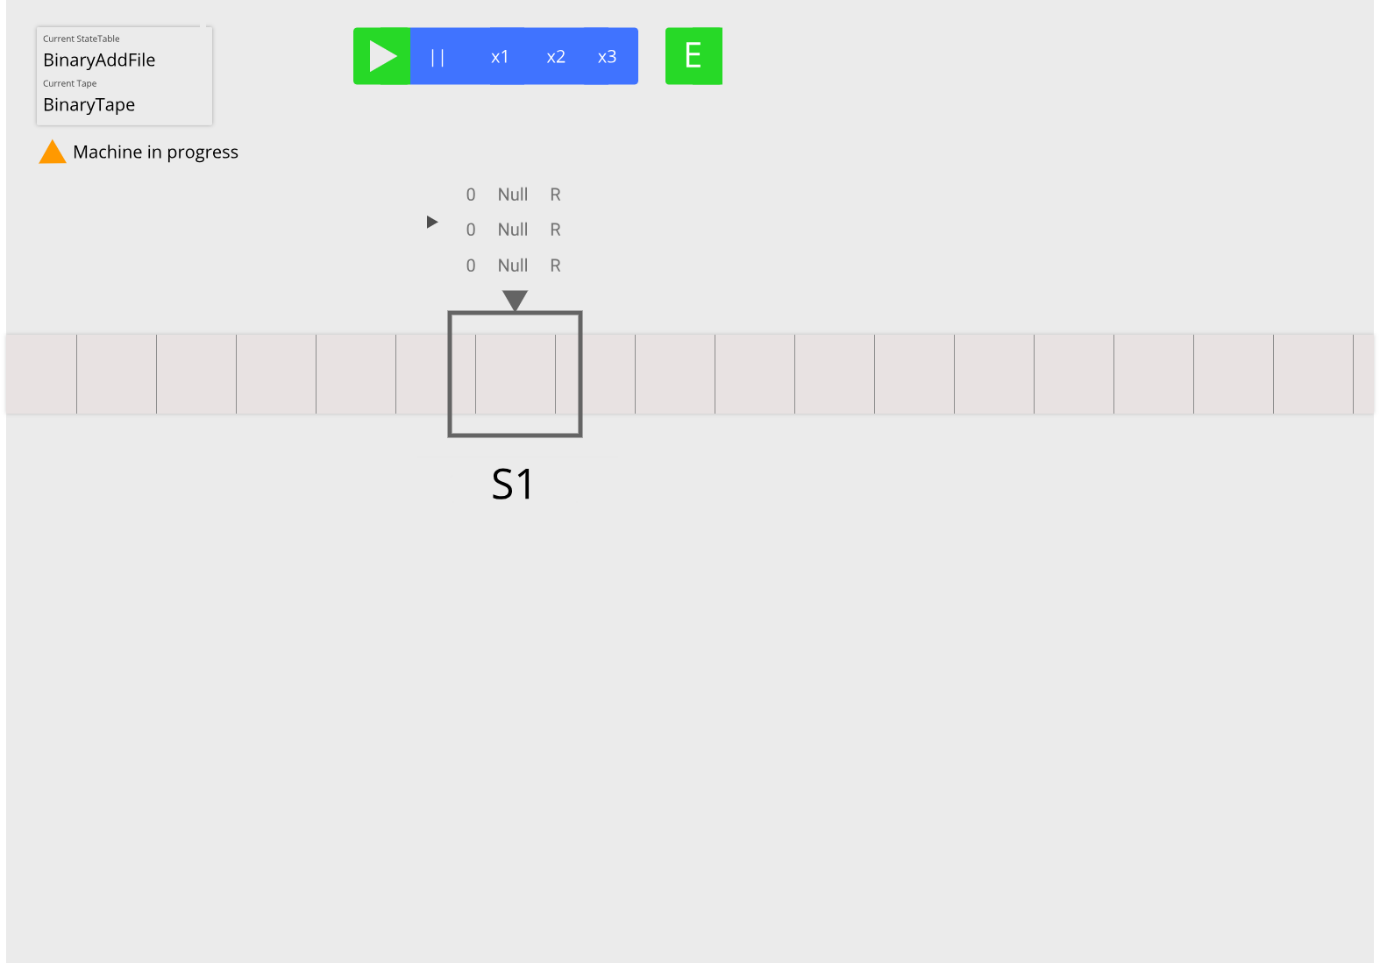 Current StateTable
BinaryAddFile
Current Tape
BinaryTape
|| x1 x2 x3 E
Machine in progress
0 Null R
0 Null R
0 Null R
S1